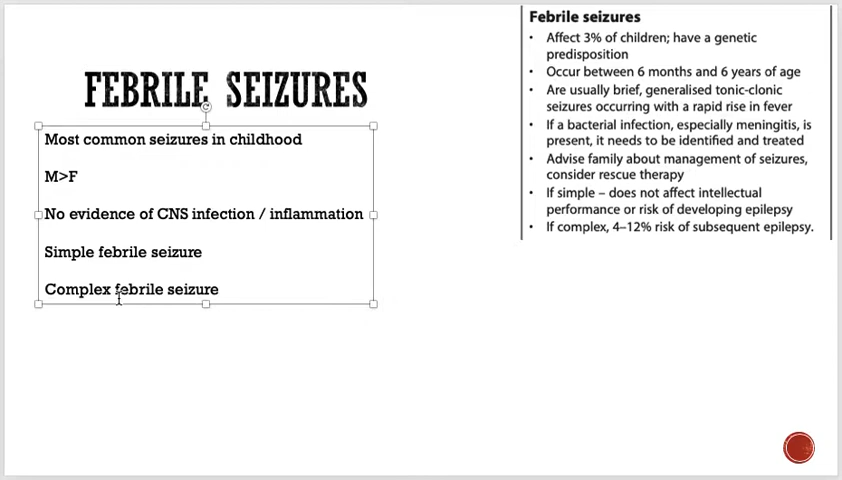 FEBRILE SEIZURES
Most common seizures in childhood
M>F
No evidence of CNS infection / inflammation
Simple febrile seizure
Complex febrile seizure
Febrile seizures
• Affect 3% of children; have a genetic
predisposition
• Occur between 6 months and 6 years of age
• Are usually brief, generalised tonic-clonic
seizures occurring with a rapid rise in fever
• If a bacterial infection, especially meningitis, is
present, it needs to be identified and treated
• Advise family about management of seizures,
consider rescue therapy
• If simple – does not affect intellectual
performance or risk of developing epilepsy
• If complex, 4–12% risk of subsequent epilepsy.